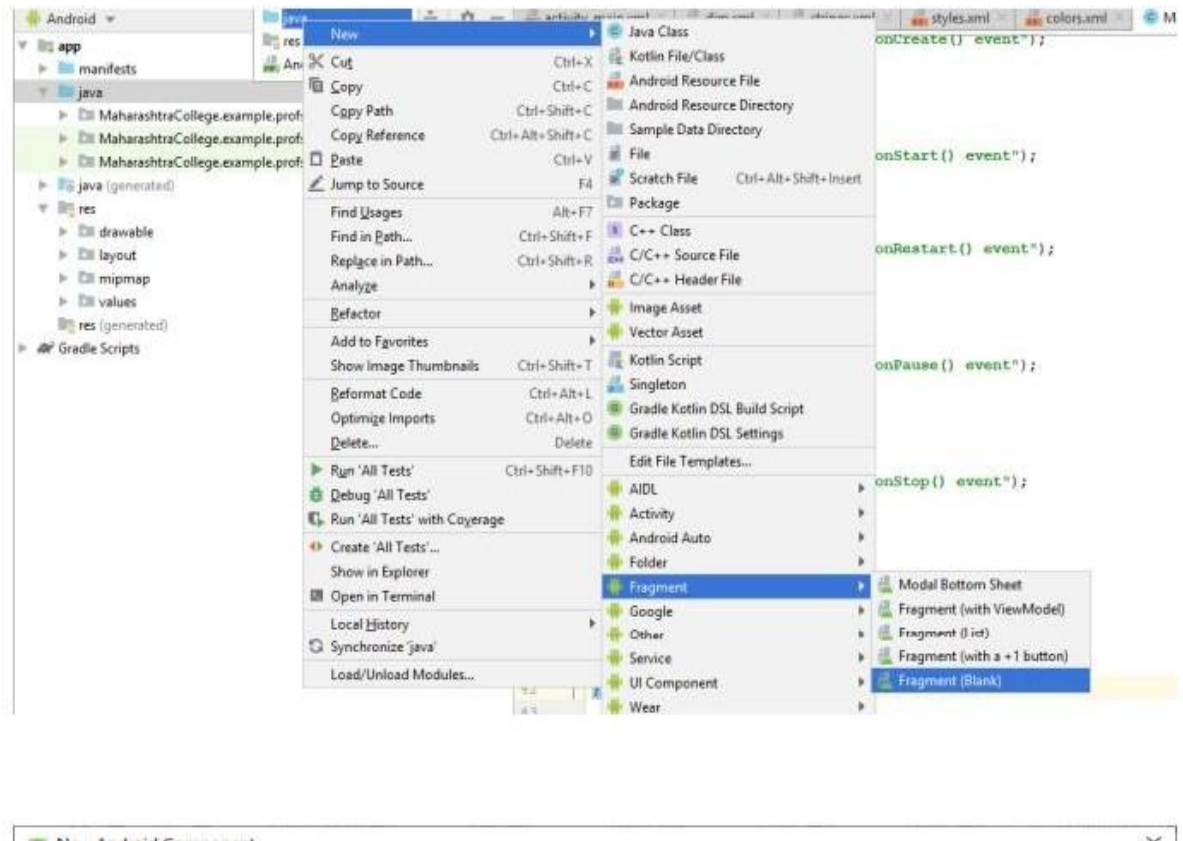 Android
java
activity_main.xml
strings.xml
styles.xml
colors.xml
M
app
manifests
java
MaharashtraCollege.example.profs
MaharashtraCollege.example.profs
MaharashtraCollege.example.profs
java (generated)
res
drawable
layout
mipmap
values
res (generated)
Gradle Scripts
res
An
New
Cut Ctrl+X
Copy Ctrl+C
Copy Path Ctrl+Shift+C
Copy Reference Ctrl+Alt+Shift+C
Paste Ctrl+V
Jump to Source F4
Find Usages Alt+F7
Find in Path... Ctrl+Shift+F
Replace in Path... Ctrl+Shift+R
Analyze
Refactor
Add to Favorites
Show Image Thumbnails Ctrl+Shift+T
Reformat Code Ctrl+Alt+L
Optimize Imports Ctrl+Alt+O
Delete... Delete
Run 'All Tests' Ctrl+Shift+F10
Debug 'All Tests'
Run 'All Tests' with Coverage
Create 'All Tests'...
Show in Explorer
Open in Terminal
Local History
Synchronize 'java'
Load/Unload Modules...
Java Class
Kotlin File/Class
Android Resource File
Android Resource Directory
Sample Data Directory
File
Scratch File Ctrl+Alt+Shift+Insert
Package
C++ Class
C/C++ Source File
C/C++ Header File
Image Asset
Vector Asset
Kotlin Script
Singleton
Gradle Kotlin DSL Build Script
Gradle Kotlin DSL Settings
Edit File Templates...
AIDL
Activity
Android Auto
Folder
Fragment
Google
Other
Service
UI Component
Wear
Modal Bottom Sheet
Fragment (with ViewModel)
Fragment (List)
Fragment (with a +1 button)
Fragment (Blank)
onCreate() event");
onStart() event");
onRestart() event");
onPause() event");
onStop() event");
42
43
New Android Component